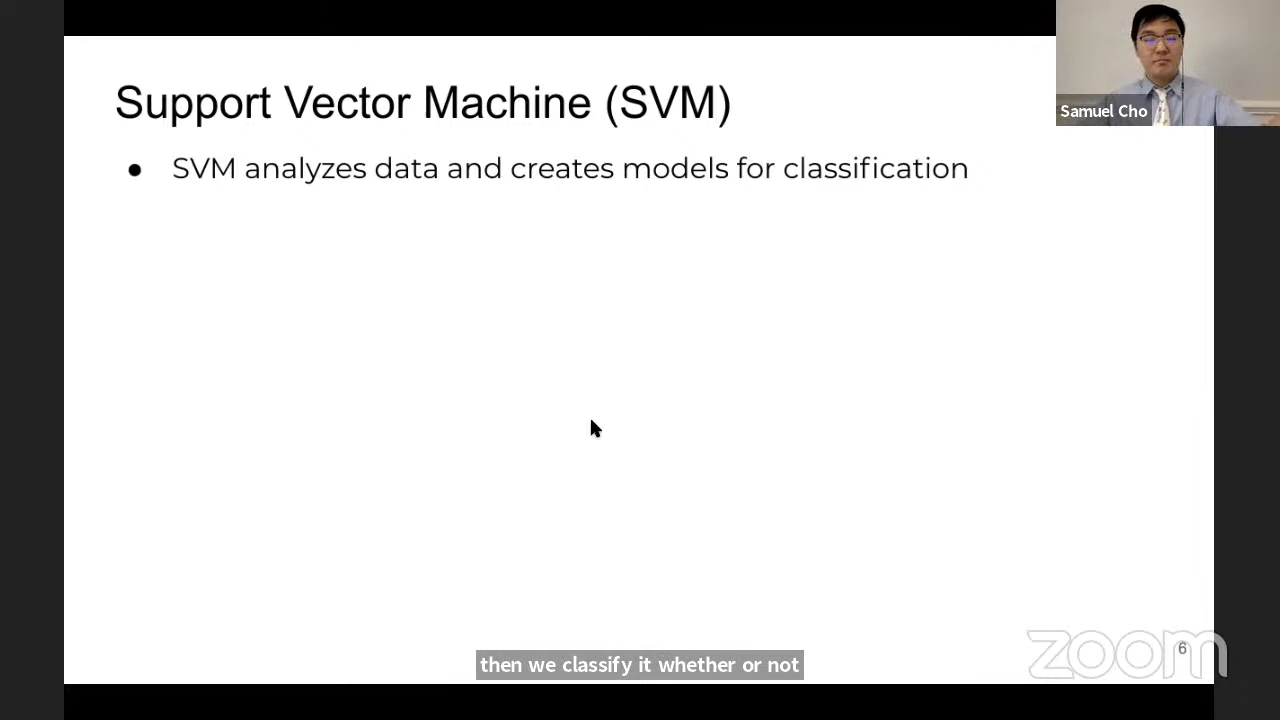 Support Vector Machine (SVM)
Samuel Cho
● SVM analyzes data and creates models for classification
then we classify it whether or not
zoom
6